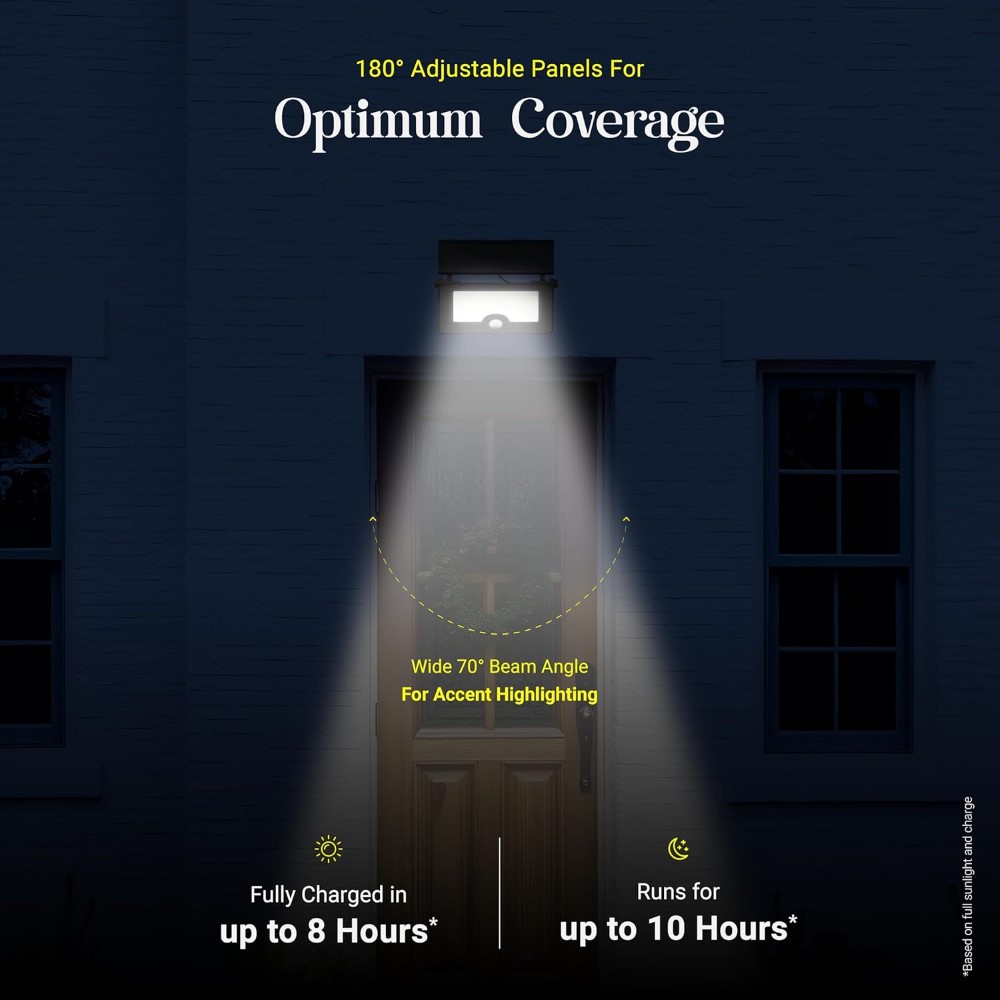 180° Adjustable Panels For
Optimum Coverage
Wide 70° Beam Angle
For Accent Highlighting
Fully Charged in
up to 8 Hours*
Runs for
up to 10 Hours*
*Based on full sunlight and charge